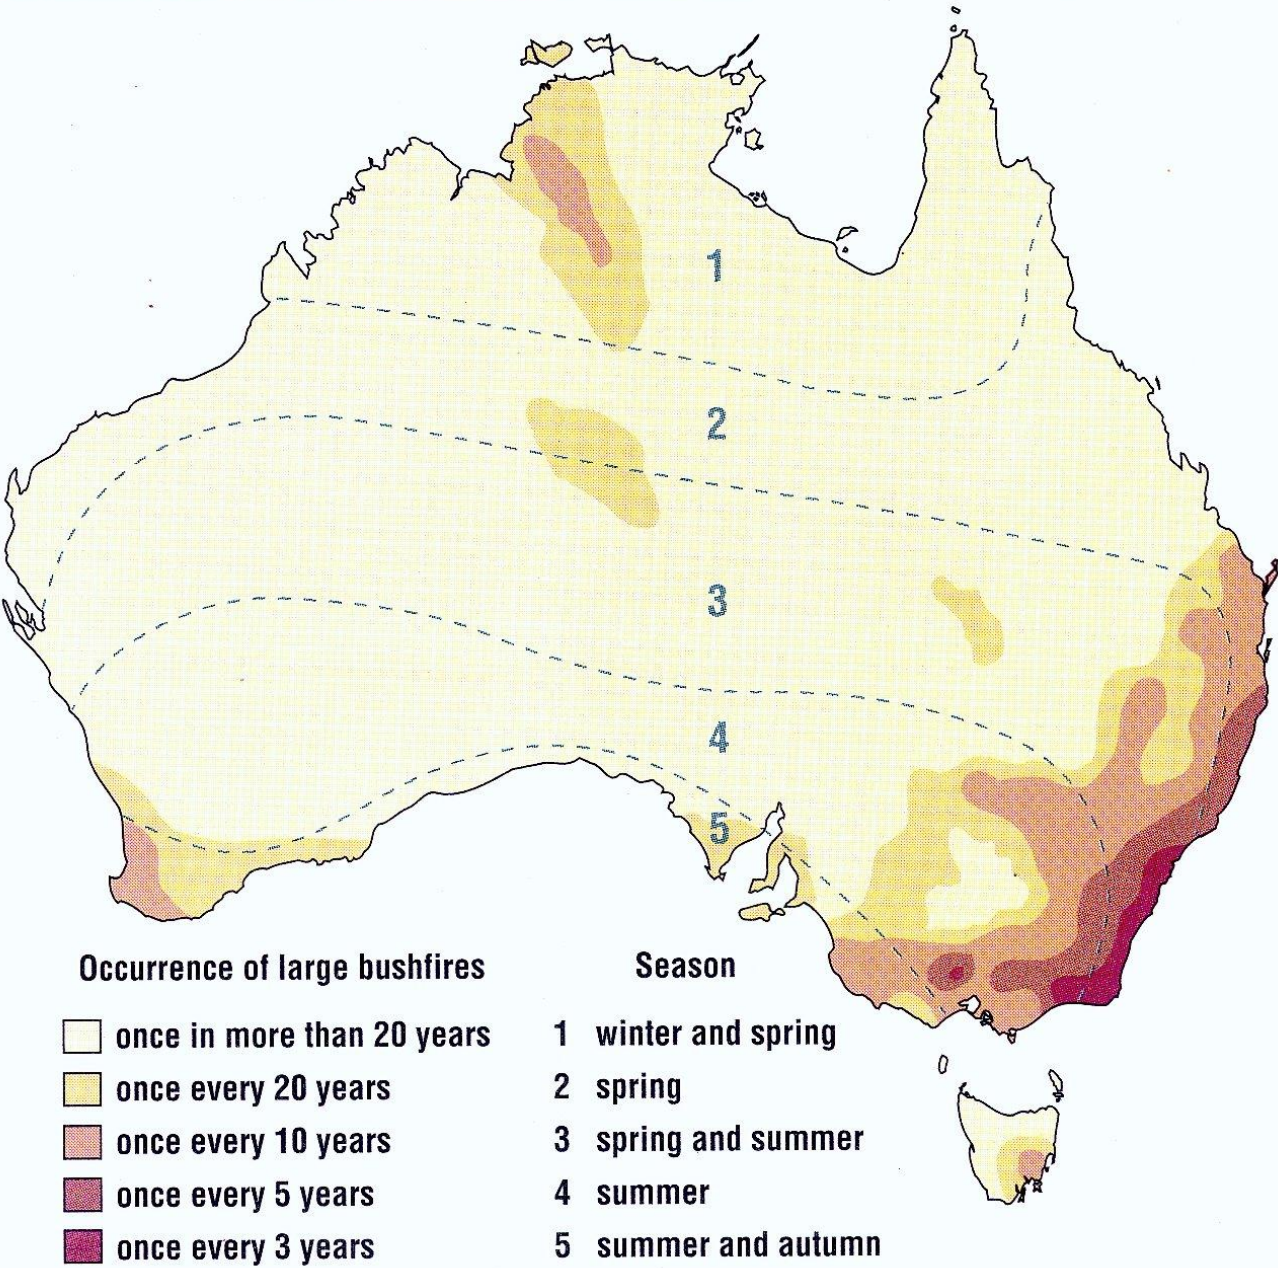 1
2
3
4
5
Occurrence of large bushfires
once in more than 20 years
once every 20 years
once every 10 years
once every 5 years
once every 3 years
Season
1 winter and spring
2 spring
3 spring and summer
4 summer
5 summer and autumn